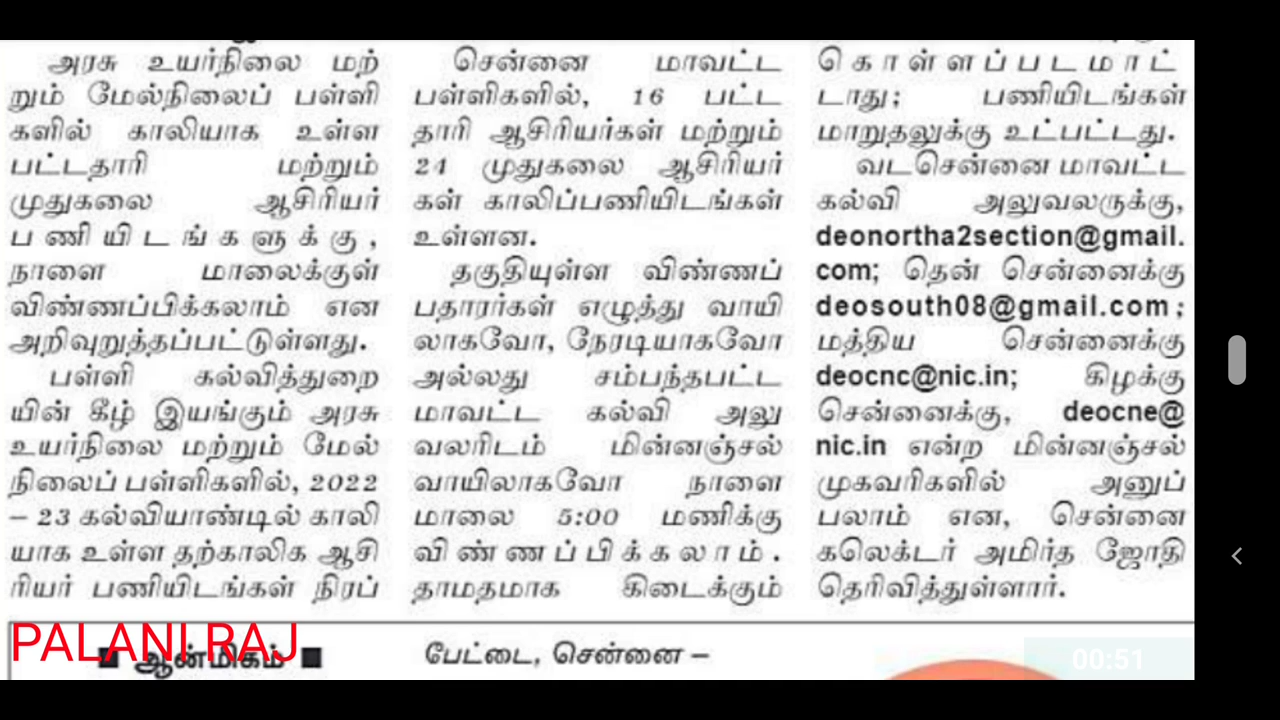 அரசு உயர்நிலை மற்
றும் மேல்நிலைப் பள்ளி
களில் காலியாக உள்ள
பட்டதாரி மற்றும்
முதுகலை ஆசிரியர்
பணியிடங்களுக்கு,
நாளை மாலைக்குள்
விண்ணப்பிக்கலாம் என
அறிவுறுத்தப்பட்டுள்ளது.
பள்ளி கல்வித்துறை
யின் கீழ் இயங்கும் அரசு
உயர்நிலை மற்றும் மேல்
நிலைப் பள்ளிகளில், 2022
– 23 கல்வியாண்டில் காலி
யாக உள்ள தற்காலிக ஆசி
ரியர் பணியிடங்கள் நிரப்
சென்னை மாவட்ட
பள்ளிகளில், 16 பட்ட
தாரி ஆசிரியர்கள் மற்றும்
24 முதுகலை ஆசிரியர்
கள் காலிப்பணியிடங்கள்
உள்ளன.
தகுதியுள்ள விண்ணப்
பதாரர்கள் எழுத்து வாயி
லாகவோ, நேரடியாகவோ
அல்லது சம்பந்தபட்ட
மாவட்ட கல்வி அலு
வலரிடம் மின்னஞ்சல்
வாயிலாகவோ நாளை
மாலை 5:00 மணிக்கு
விண்ணப்பிக்கலாம்.
தாமதமாக கிடைக்கும்
கொள்ளப்படமாட்
டாது; பணியிடங்கள்
மாறுதலுக்கு உட்பட்டது.
வடசென்னை மாவட்ட
கல்வி அலுவலருக்கு,
deonortha2section@gmail.
com; தென் சென்னைக்கு
deosouth08@gmail.com;
மத்திய சென்னைக்கு
deocnc@nic.in; கிழக்கு
சென்னைக்கு, deocne@
nic.in என்ற மின்னஞ்சல்
முகவரிகளில் அனுப்
பலாம் என, சென்னை
கலெக்டர் அமிர்த ஜோதி
தெரிவித்துள்ளார்.
PALANI RAJ
■ ஆன்மிகம் ■
பேட்டை, சென்னை –
00:51